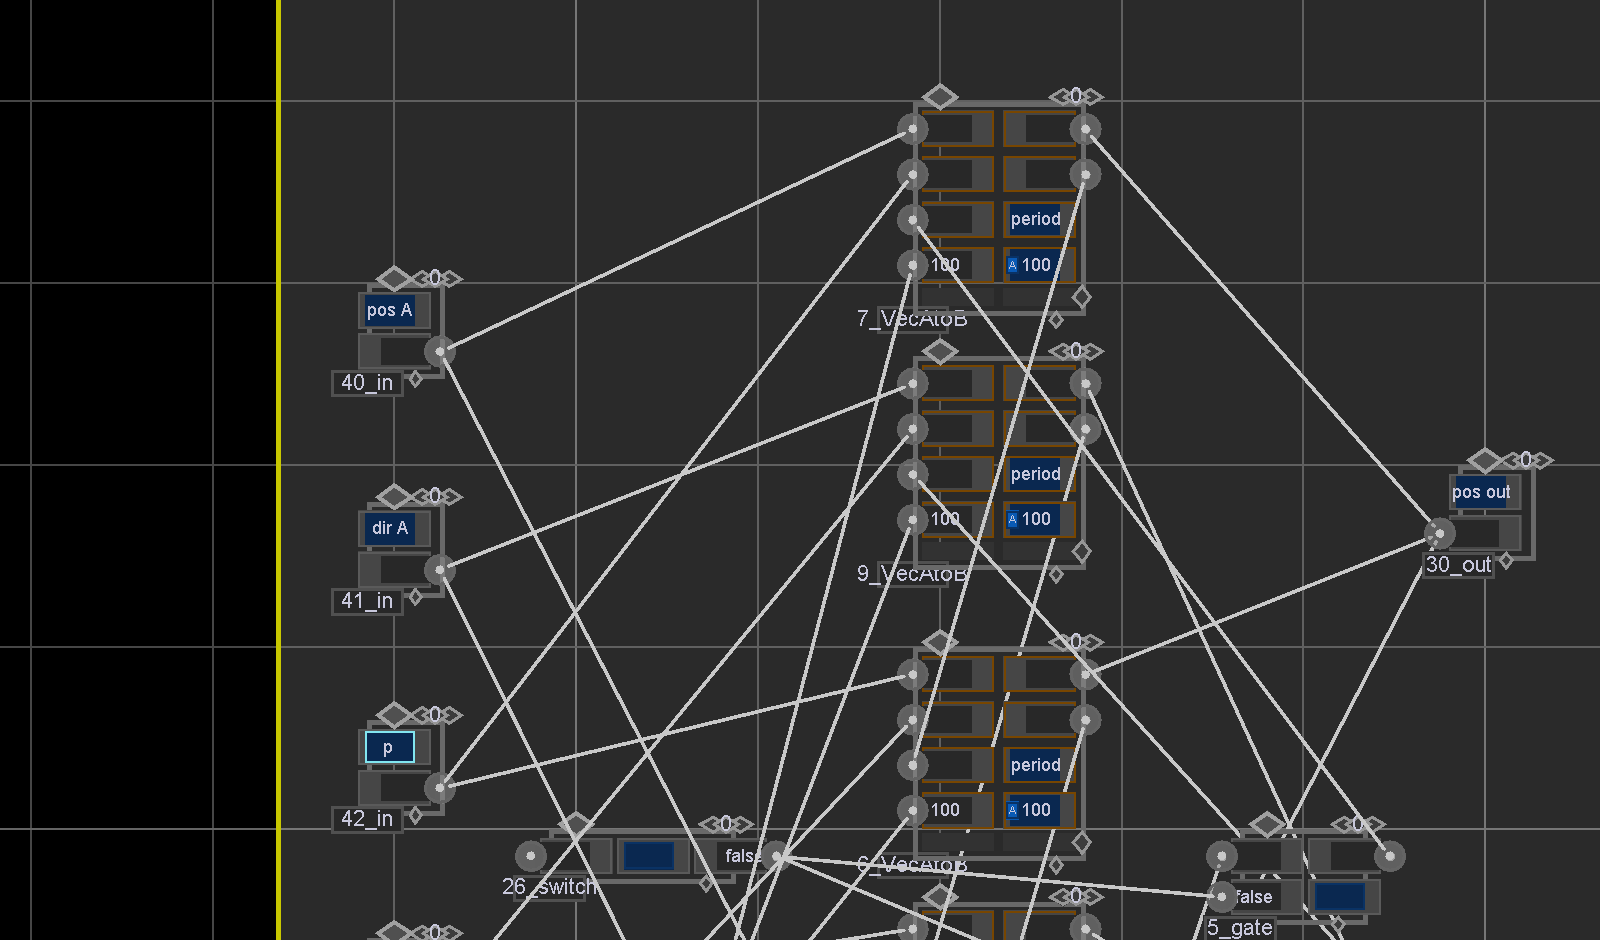 0
period
100 A 100
7_VecAtoB
0
pos A
40_in
0
period
100 A 100
9_VecAtoB
0
dir A
41_in
0
pos out
30_out
0
period
100 A 100
6_VecAtoB
0
p
42_in
0
false
26_switch
0
false
5_gate
0
0